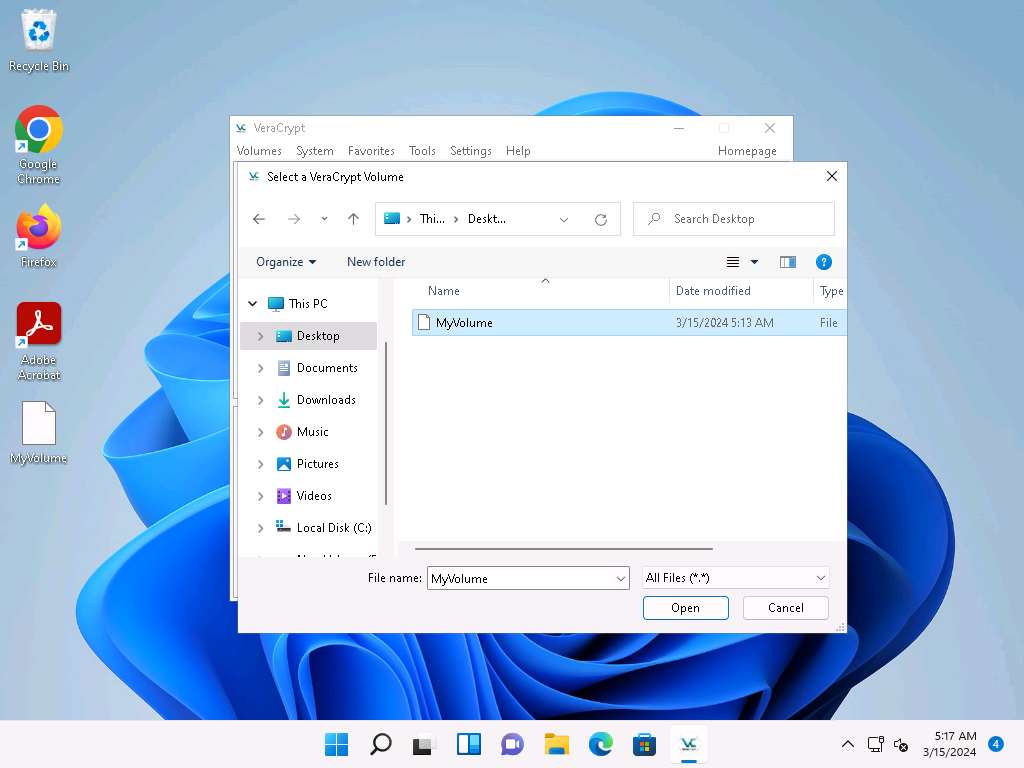 Recycle Bin
Google
Chrome
Firefox
Adobe
Acrobat
MyVolume
VeraCrypt
Volumes System Favorites Tools Settings Help Homepage
Select a VeraCrypt Volume
Thi... Deskt...
Search Desktop
Organize New folder
Name Date modified Type
This PC
MyVolume 3/15/2024 5:13 AM File
Desktop
Documents
Downloads
Music
Pictures
Videos
Local Disk (C:)
File name: MyVolume All Files (*.*)
Open Cancel
5:17 AM
3/15/2024
4